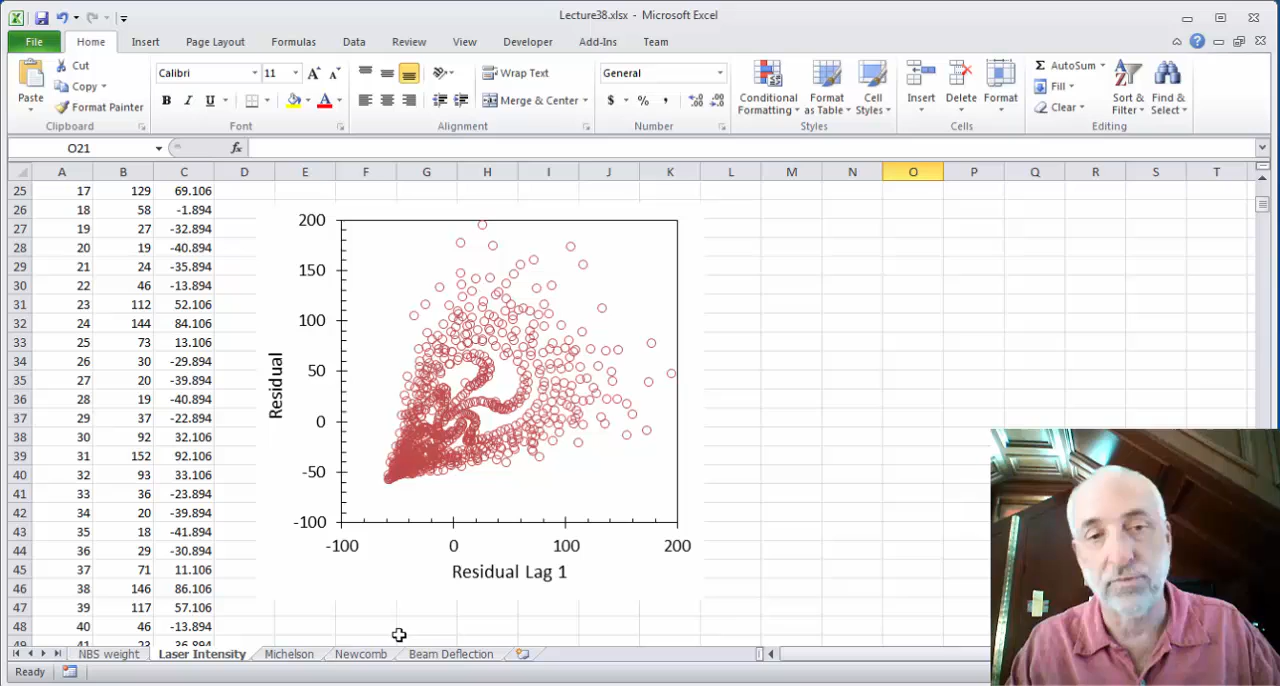 Lecture38.xlsx - Microsoft Excel
File Home Insert Page Layout Formulas Data Review View Developer Add-Ins Team
Paste
Cut
Copy
Format Painter
Clipboard
Calibri 11
B I U
Font
Wrap Text
Merge & Center
Alignment
General
$ % ,
Number
Conditional Formatting
Format as Table
Cell Styles
Styles
Insert
Delete
Format
Cells
AutoSum
Fill
Clear
Sort & Filter
Find & Select
Editing
O21 fx
A B C D E F G H I J K L M N O P Q R S T
25 17 129 69.106
26 18 58 -1.894
27 19 27 -32.894
28 20 19 -40.894
29 21 24 -35.894
30 22 46 -13.894
31 23 112 52.106
32 24 144 84.106
33 25 73 13.106
34 26 30 -29.894
35 27 20 -39.894
36 28 19 -40.894
37 29 37 -22.894
38 30 92 32.106
39 31 152 92.106
40 32 93 33.106
41 33 36 -23.894
42 34 20 -39.894
43 35 18 -41.894
44 36 29 -30.894
45 37 71 11.106
46 38 146 86.106
47 39 117 57.106
48 40 46 -13.894
200
150
100
50
0
-50
-100
Residual
-100 0 100 200
Residual Lag 1
NBS weight Laser Intensity Michelson Newcomb Beam Deflection
Ready